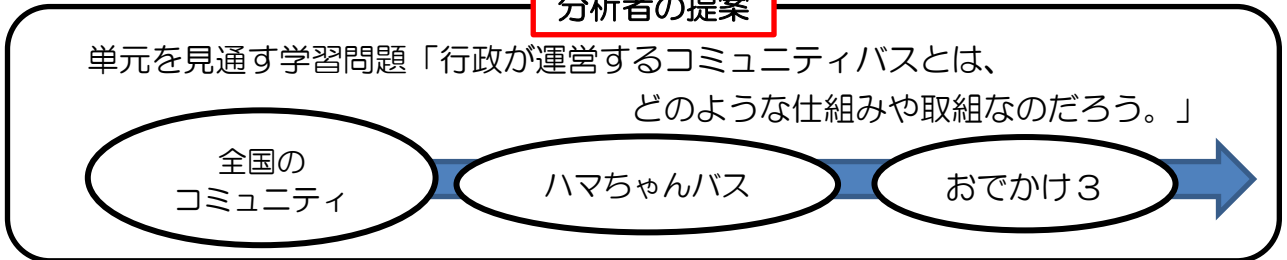 分析者の提案
単元を見通す学習問題「行政が運営するコミュニティバスとは、
どのような仕組みや取組なのだろう。」
全国の
コミュニティ
ハマちゃんバス
おでかけ3